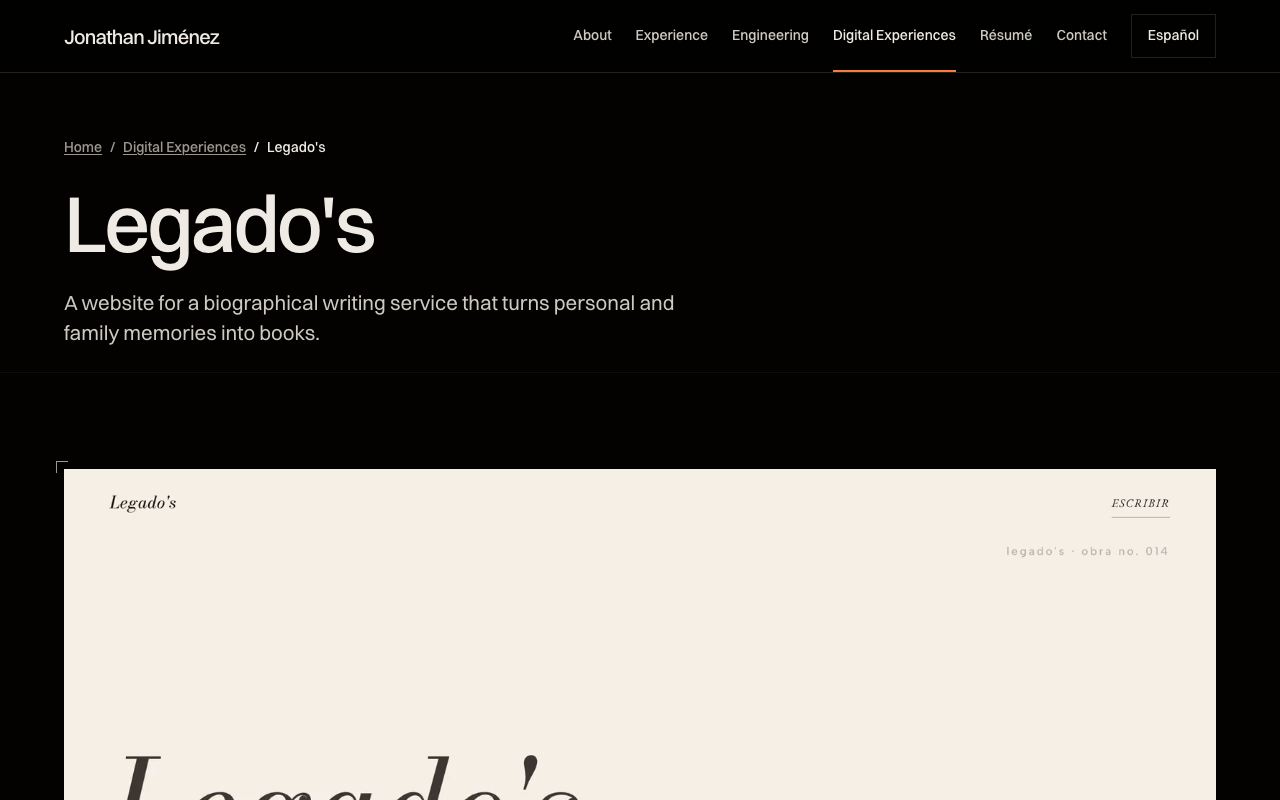 Jonathan Jiménez
About Experience Engineering Digital Experiences Résumé Contact Español
Home / Digital Experiences / Legado's
Legado's
A website for a biographical writing service that turns personal and
family memories into books.
Legado's
ESCRIBIR
legado's · obra no. 014
Legado's